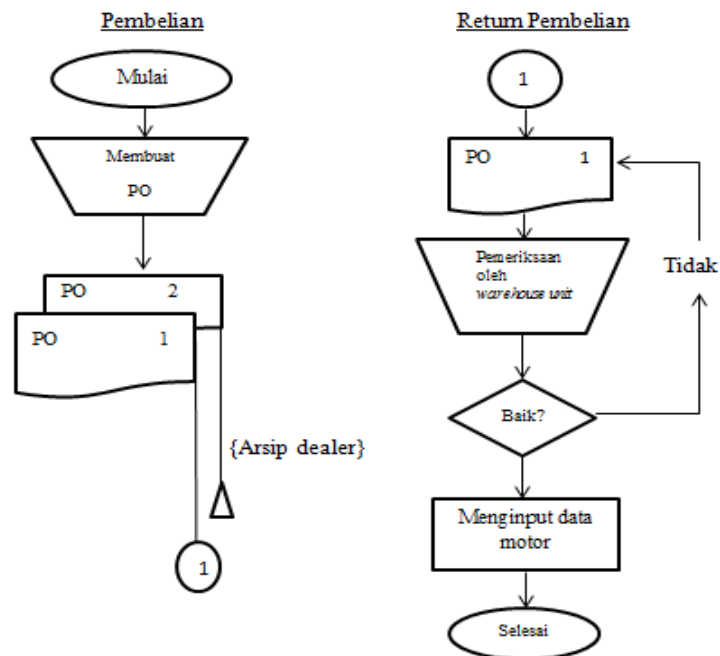 Pembelian
Mulai
Membuat
PO
PO 2
PO 1
{Arsip dealer}
1
Return Pembelian
1
PO 1
Pemeriksaan
oleh
warehouse unit
Tidak
Baik?
Menginput data
motor
Selesai